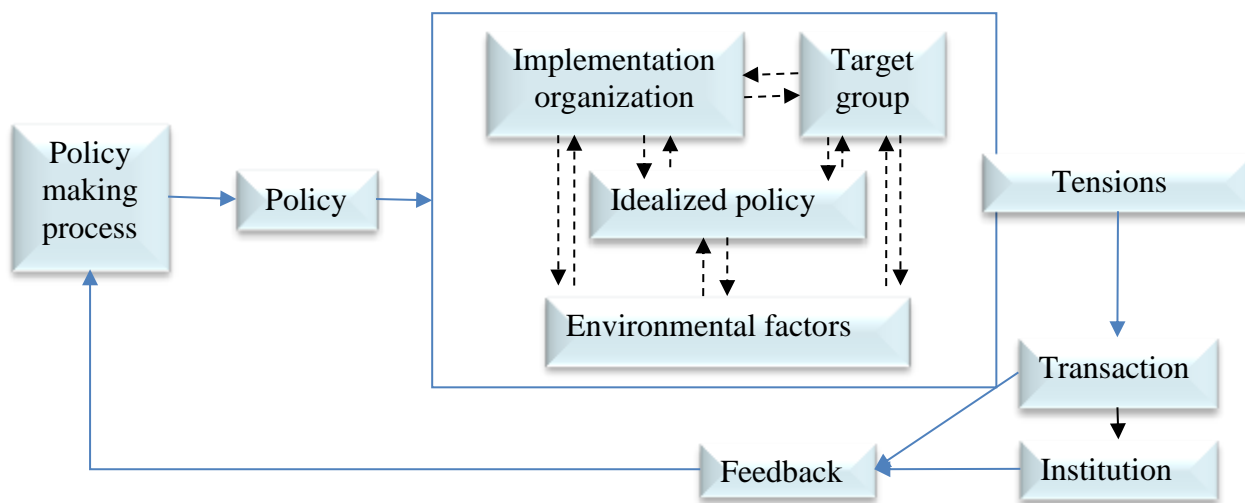 Implementation
organization
Target
group
Policy
making
process
Policy
Idealized policy
Tensions
Environmental factors
Transaction
Feedback
Institution